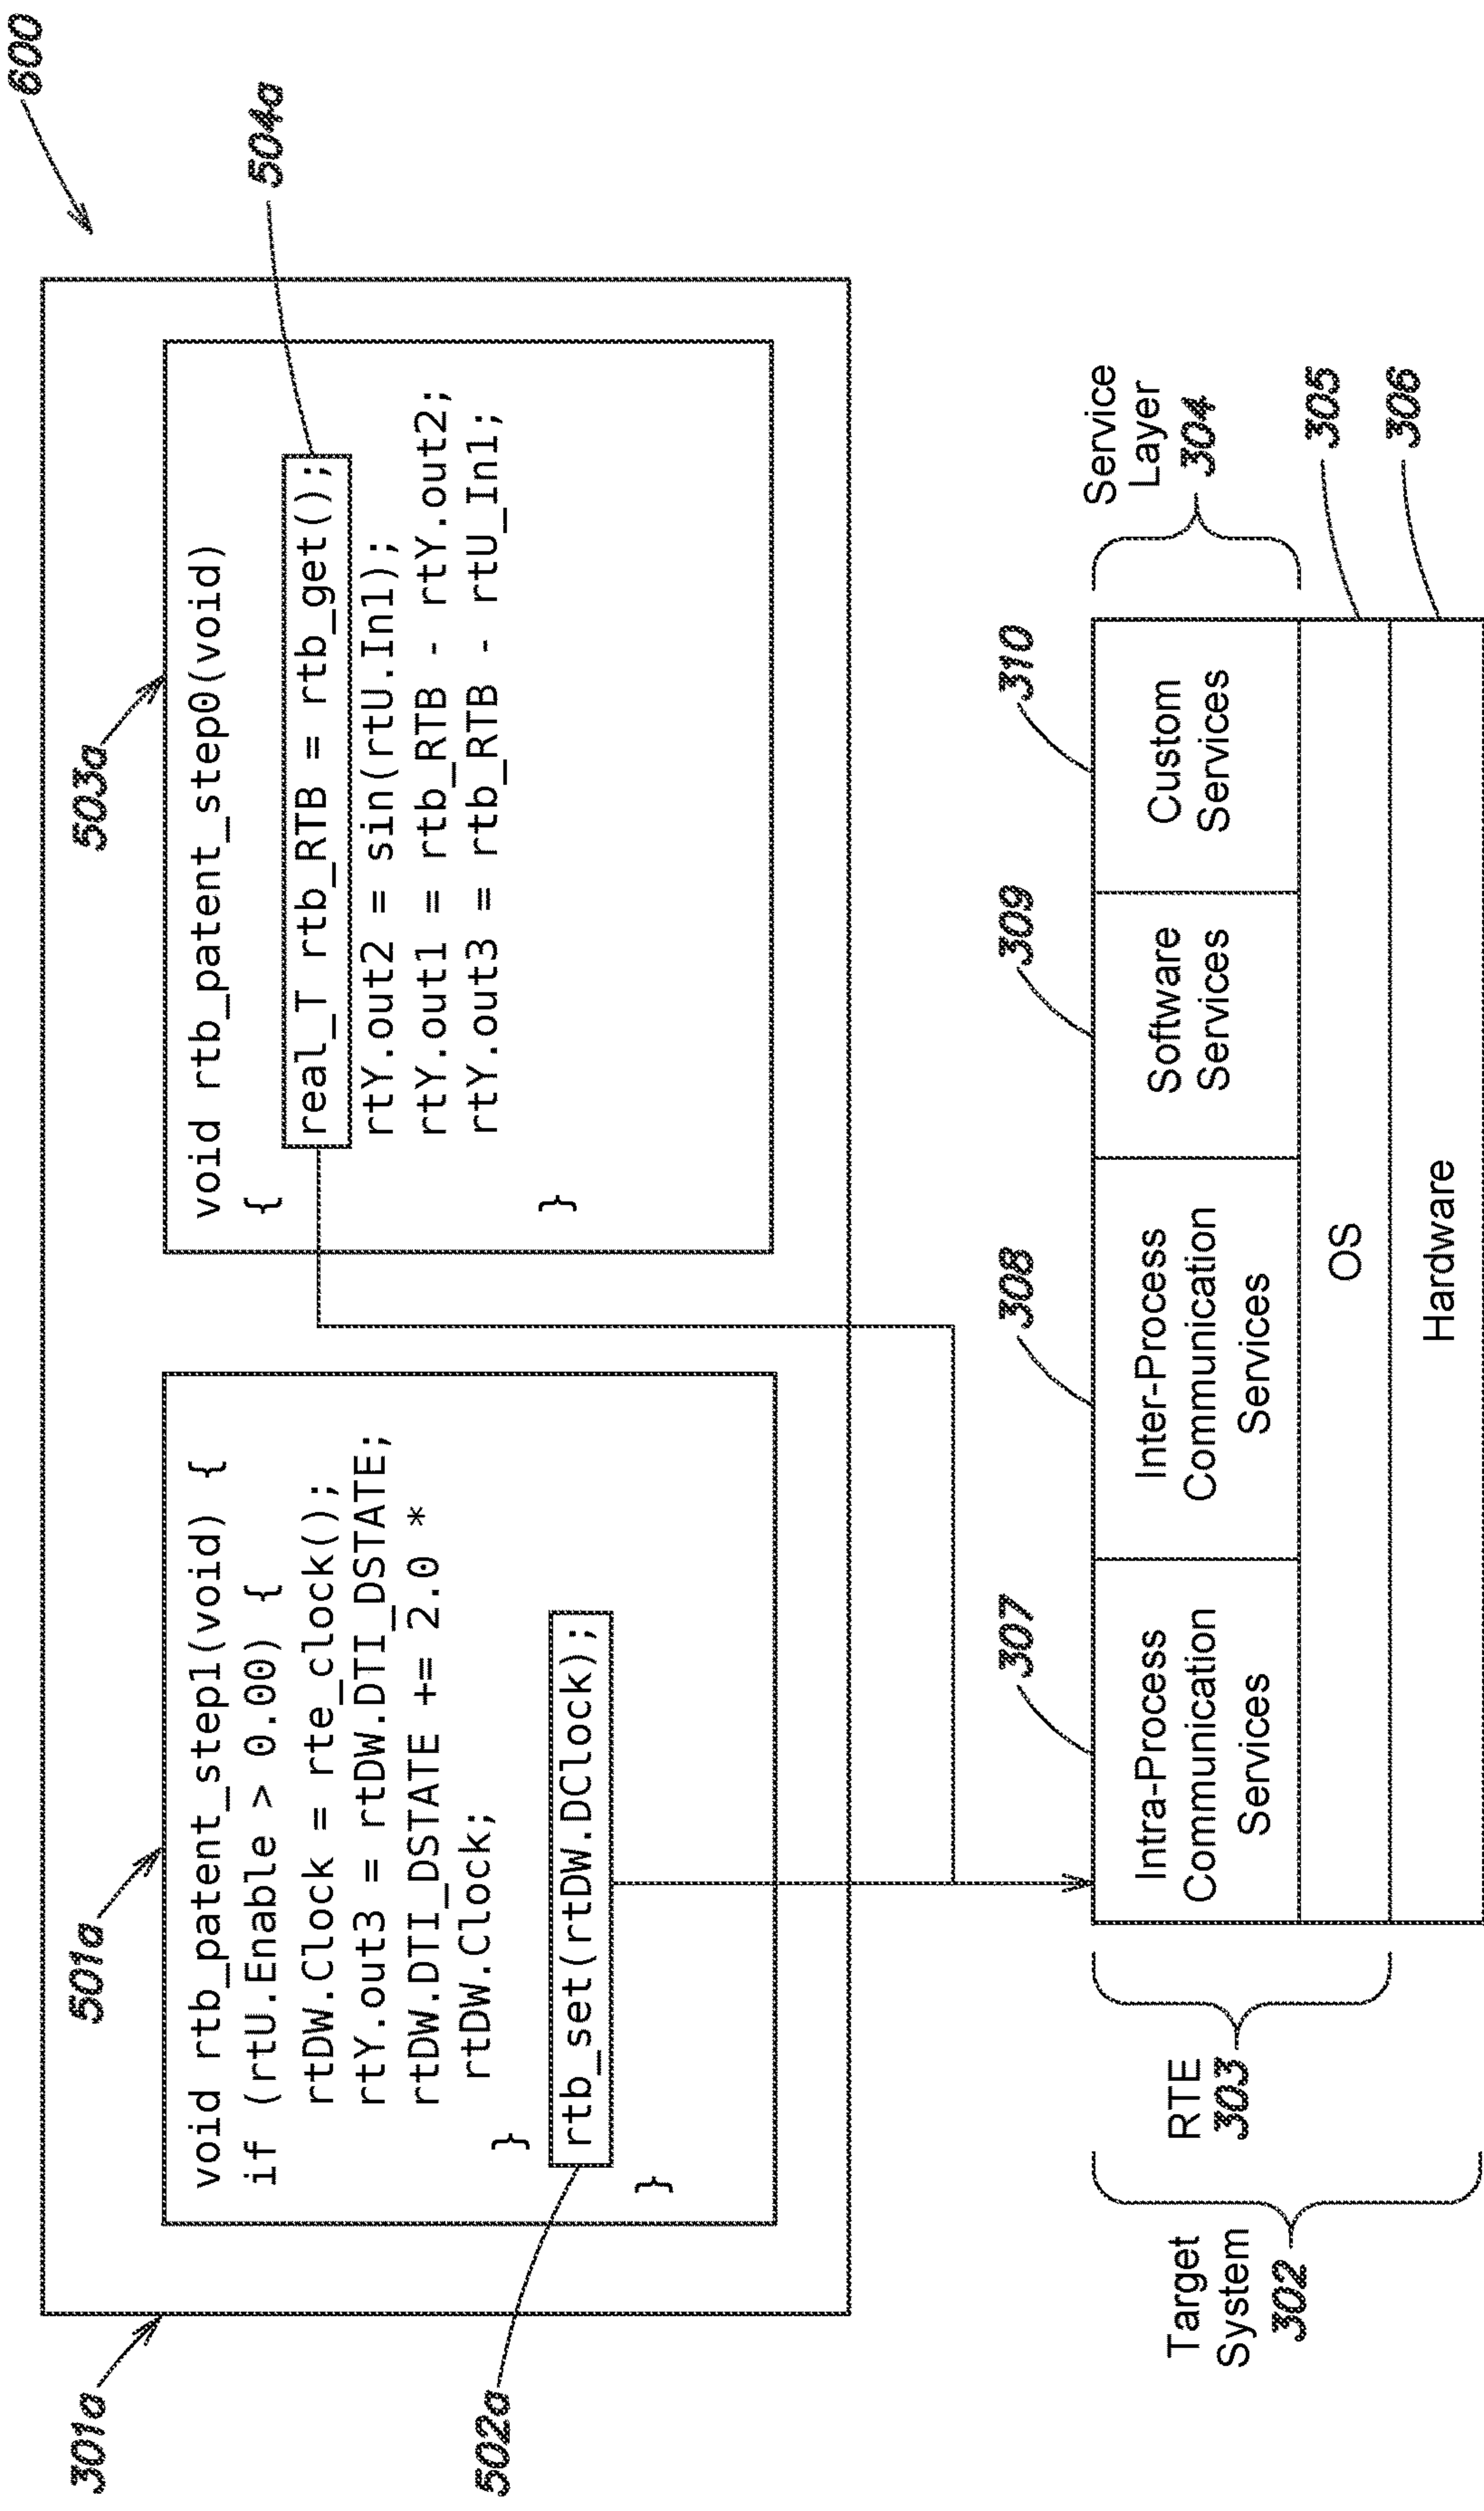 600
301a
501a
503a
504a
502a
void rtb_patent_step1(void) {
if (rtU.Enable > 0.00) {
rtDW.Clock = rte_clock();
rtY.out3 = rtDW.DTI_DSTATE;
rtDW.DTI_DSTATE += 2.0 *
rtDW.Clock;
}
rtb_set(rtDW.DClock);
}
void rtb_patent_step0(void)
{
real_T rtb_RTB = rtb_get();
rtY.out2 = sin(rtU.In1);
rtY.out1 = rtb_RTB - rtY.out2;
rtY.out3 = rtb_RTB - rtU_In1;
}
307
308
309
310
Target
System
302
RTE
303
Intra-Process
Communication
Services
Inter-Process
Communication
Services
Software
Services
Custom
Services
Service
Layer
304
OS
305
Hardware
306